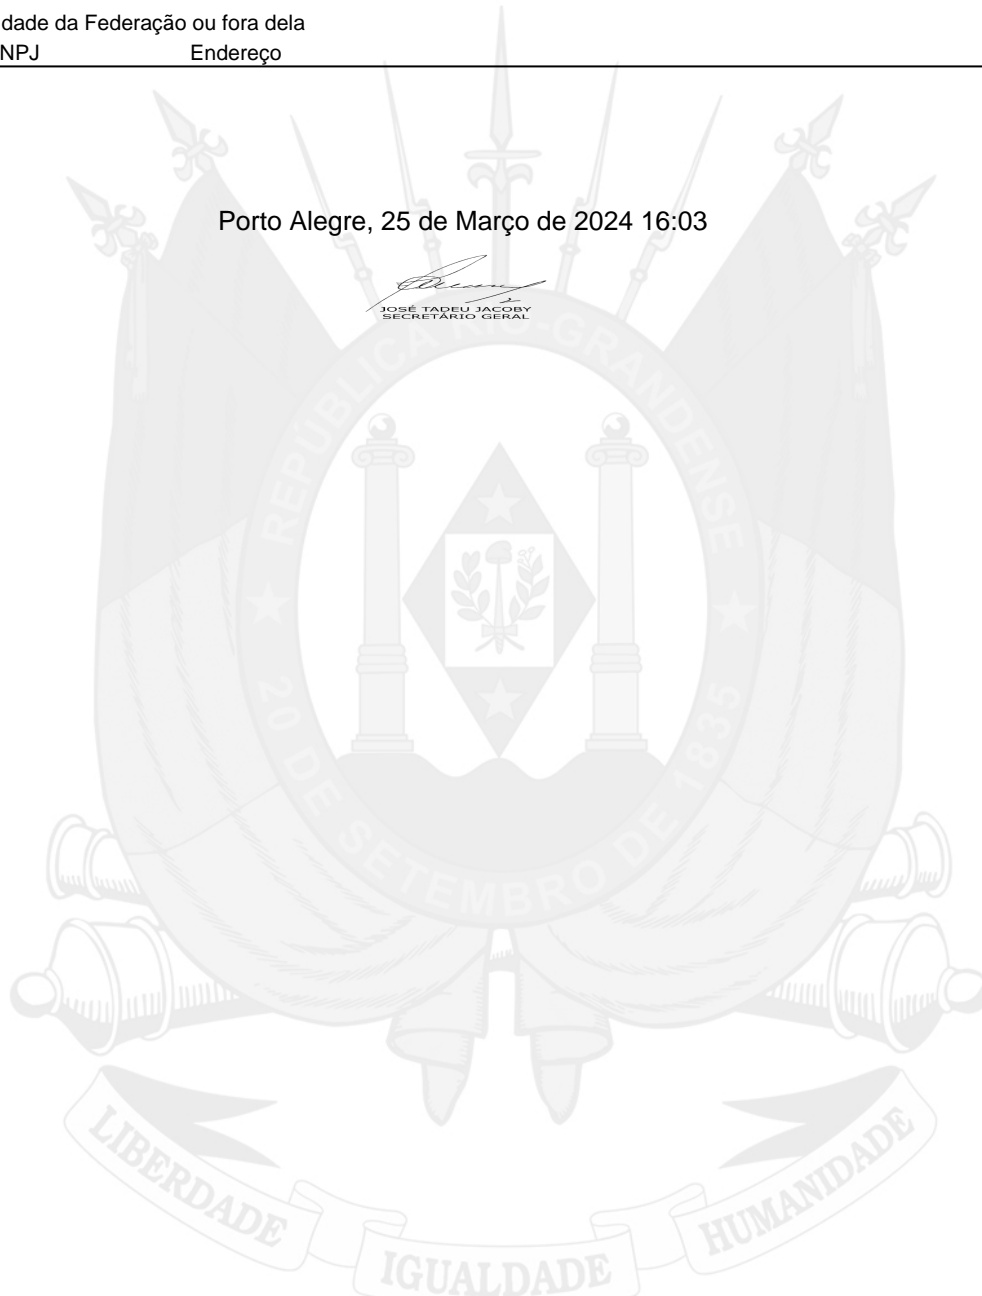 dade da Federação ou fora dela
NPJ Endereço
Porto Alegre, 25 de Março de 2024 16:03
JOSÉ TADEU JACOBY
SECRETÁRIO GERAL
REPÚBLICA RIO-GRANDENSE
20 DE SETEMBRO DE 1835
LIBERDADE
IGUALDADE
HUMANIDADE